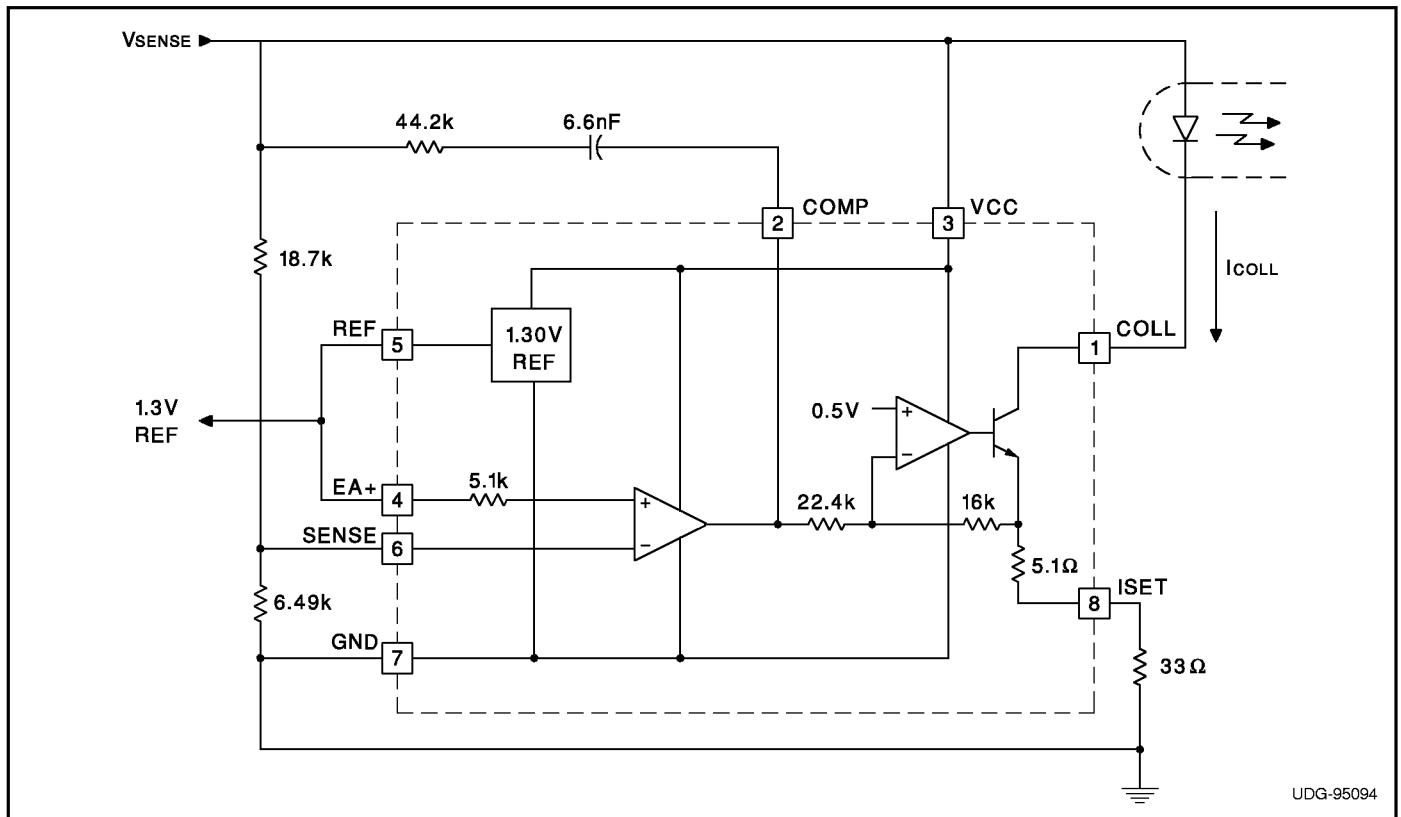 VSENSE
44.2k
6.6nF
COMP
VCC
2
3
18.7k
ICOLL
REF
5
1.30V
REF
COLL
1
1.3V
REF
0.5V
+
−
EA+
4
5.1k
+
−
22.4k
16k
SENSE
6
5.1Ω
ISET
8
6.49k
GND
7
33Ω
UDG-95094